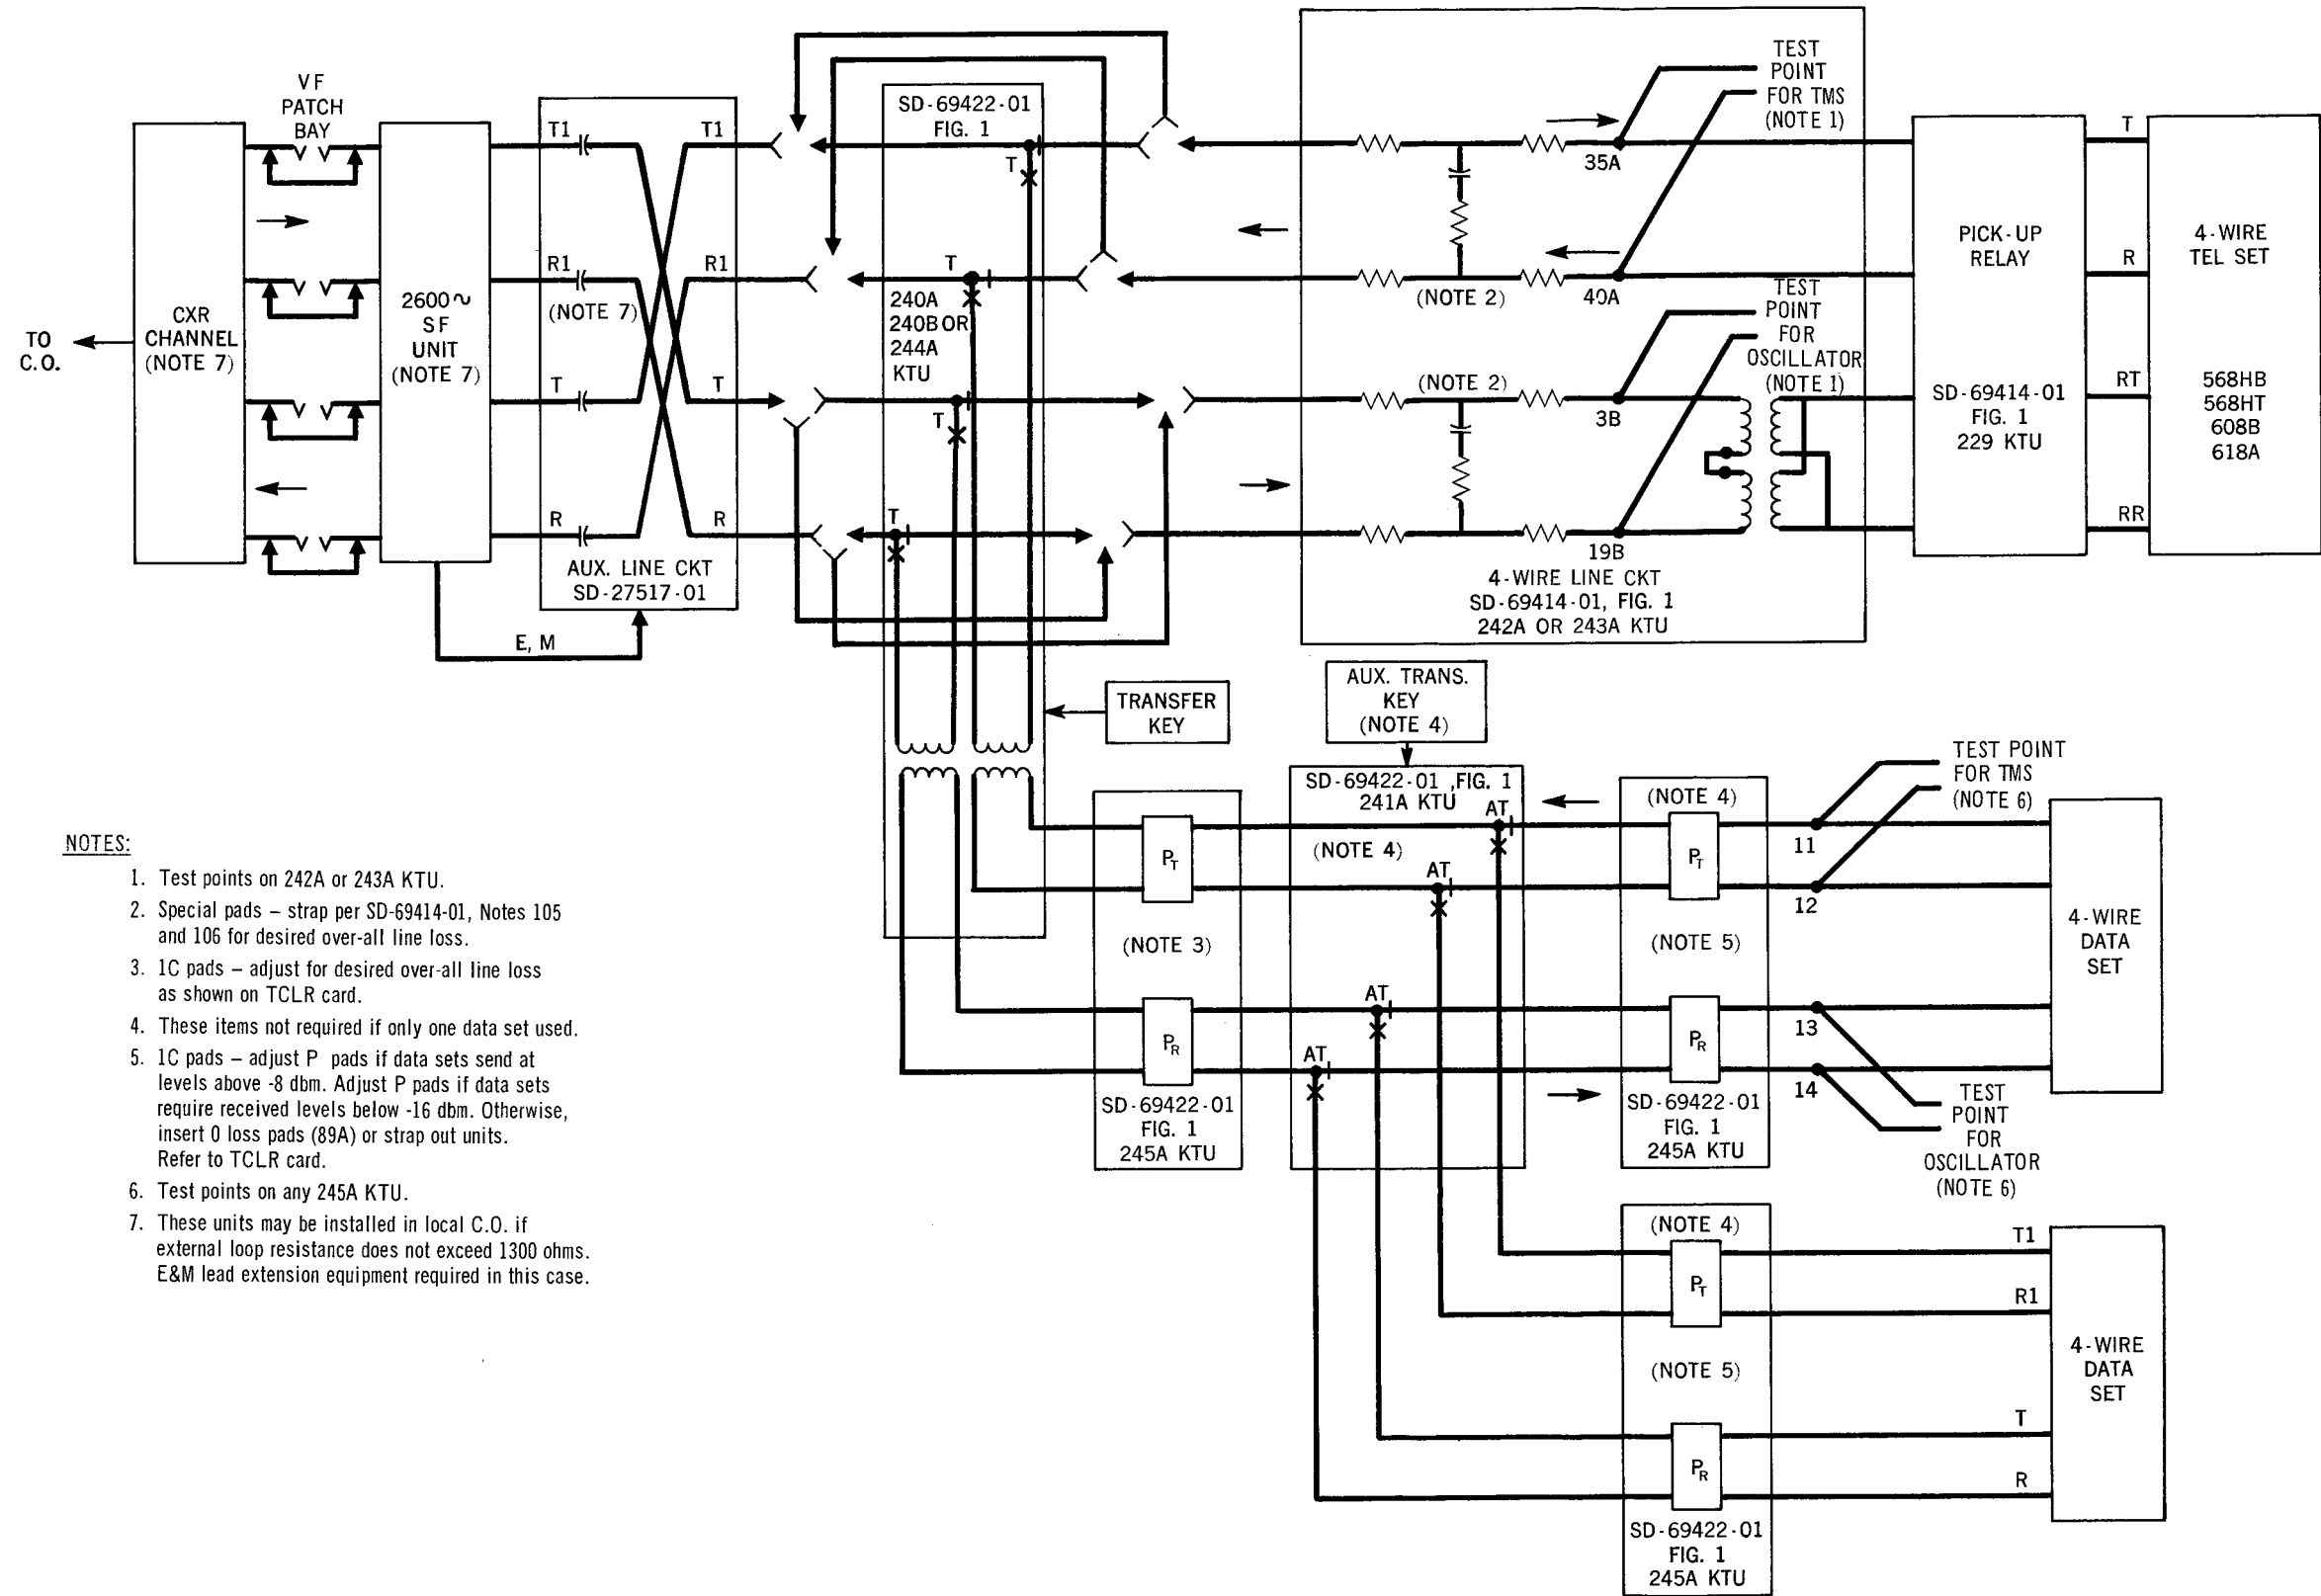 VF
PATCH
BAY
TO
C.O.
CXR
CHANNEL
(NOTE 7)
2600~
SF
UNIT
(NOTE 7)
T1
T1
R1
R1
(NOTE 7)
T
T
R
R
AUX. LINE CKT
SD-27517-01
E, M
SD-69422-01
FIG. 1
T
T
240A
240B OR
244A
KTU
T
T
TRANSFER
KEY
TEST
POINT
FOR TMS
(NOTE 1)
35A
(NOTE 2)
40A
TEST
POINT
FOR
OSCILLATOR
(NOTE 1)
(NOTE 2)
3B
19B
4-WIRE LINE CKT
SD-69414-01, FIG. 1
242A OR 243A KTU
PICK-UP
RELAY
SD-69414-01
FIG. 1
229 KTU
T
R
RT
RR
4-WIRE
TEL SET
568HB
568HT
608B
618A
AUX. TRANS.
KEY
(NOTE 4)
SD-69422-01, FIG. 1
241A KTU
AT
(NOTE 4)
AT
AT
AT
PT
(NOTE 3)
PR
SD-69422-01
FIG. 1
245A KTU
(NOTE 4)
PT
(NOTE 5)
PR
SD-69422-01
FIG. 1
245A KTU
TEST POINT
FOR TMS
(NOTE 6)
11
12
13
14
TEST
POINT
FOR
OSCILLATOR
(NOTE 6)
4-WIRE
DATA
SET
(NOTE 4)
PT
(NOTE 5)
PR
SD-69422-01
FIG. 1
245A KTU
T1
R1
T
R
4-WIRE
DATA
SET
NOTES:
1. Test points on 242A or 243A KTU.
2. Special pads – strap per SD-69414-01, Notes 105
and 106 for desired over-all line loss.
3. 1C pads – adjust for desired over-all line loss
as shown on TCLR card.
4. These items not required if only one data set used.
5. 1C pads – adjust P pads if data sets send at
levels above -8 dbm. Adjust P pads if data sets
require received levels below -16 dbm. Otherwise,
insert 0 loss pads (89A) or strap out units.
Refer to TCLR card.
6. Test points on any 245A KTU.
7. These units may be installed in local C.O. if
external loop resistance does not exceed 1300 ohms.
E&M lead extension equipment required in this case.